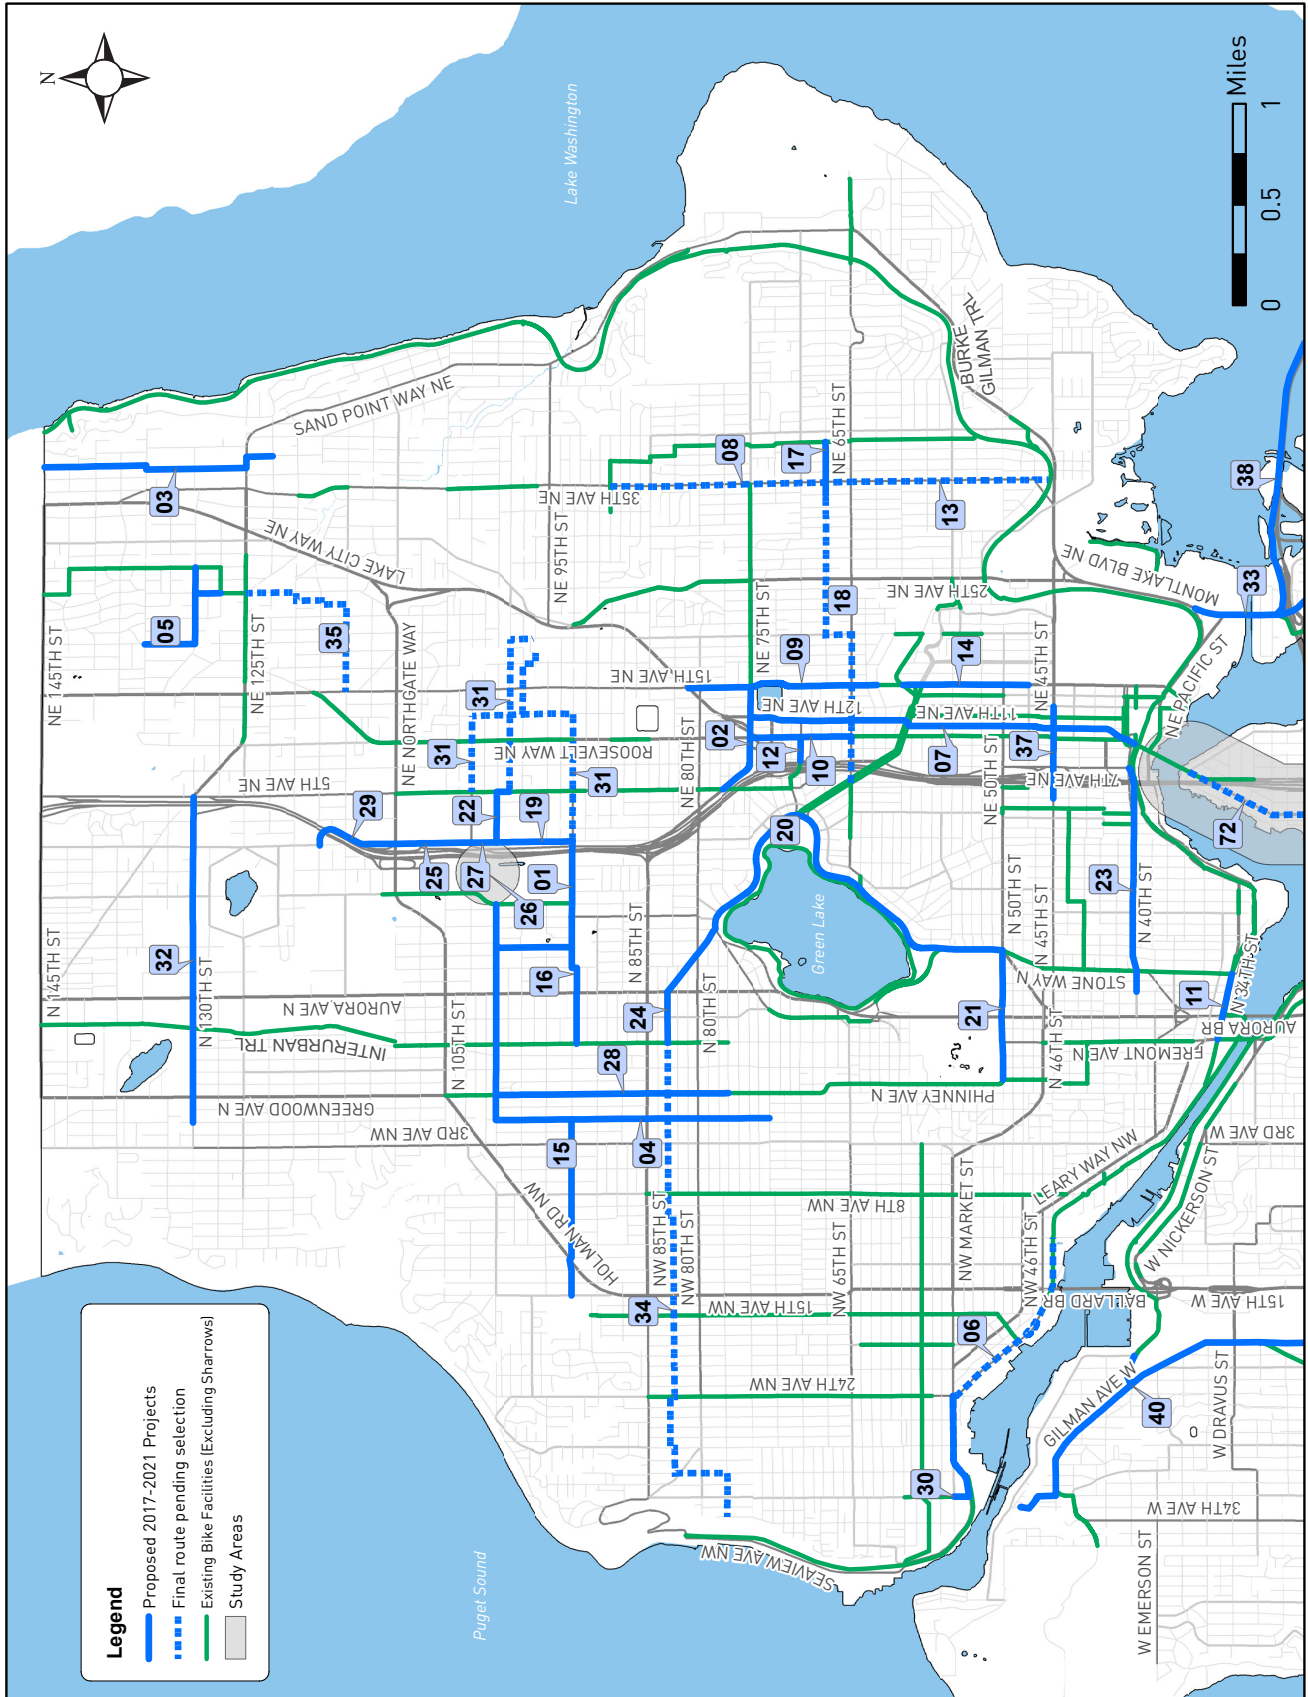 N
Lake Washington
Puget Sound
Green Lake
Miles
0
0.5
1
Legend
Proposed 2017-2021 Projects
Final route pending selection
Existing Bike Facilities (Excluding Sharrows)
Study Areas
NE 145TH ST
N 145TH ST
N 130TH ST
NE 125TH ST
NE NORTHGATE WAY
N 105TH ST
NE 95TH ST
N 85TH ST
NW 85TH ST
NE 80TH ST
N 80TH ST
NW 80TH ST
NE 75TH ST
NE 65TH ST
NW 65TH ST
NW MARKET ST
NE 50TH ST
N 50TH ST
NE 45TH ST
N 45TH ST
N 46TH ST
NW 46TH ST
N 40TH ST
N 34TH ST
NE PACIFIC ST
SAND POINT WAY NE
LAKE CITY WAY NE
35TH AVE NE
25TH AVE NE
15TH AVE NE
12TH AVE NE
11TH AVE NE
ROOSEVELT WAY NE
7TH AVE NE
5TH AVE NE
MONTLAKE BLVD NE
BURKE
GILMAN TRL
AURORA AVE N
INTERURBAN TRL
GREENWOOD AVE N
3RD AVE NW
HOLMAN RD NW
PHINNEY AVE N
FREMONT AVE N
STONE WAY N
AURORA BR
LEARY WAY NW
8TH AVE NW
15TH AVE NW
24TH AVE NW
SEAVIEW AVE NW
BALLARD BR
W NICKERSON ST
3RD AVE W
15TH AVE W
GILMAN AVE W
W DRAVUS ST
34TH AVE W
W EMERSON ST
03
05
35
32
29
31
31
31
22
19
25
27
26
01
16
24
28
15
04
34
08
17
13
18
09
14
02
12
10
07
37
20
21
23
11
33
38
72
06
30
40